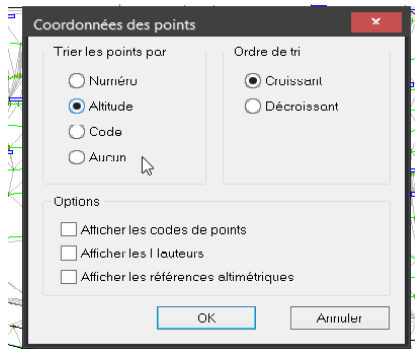 Coordonnées des points
Trier les points par
Numéro
Altitude
Code
Aucun
Ordre de tri
Croissant
Décroissant
Options
Afficher les codes de points
Afficher les Hauteurs
Afficher les références altimétriques
OK
Annuler